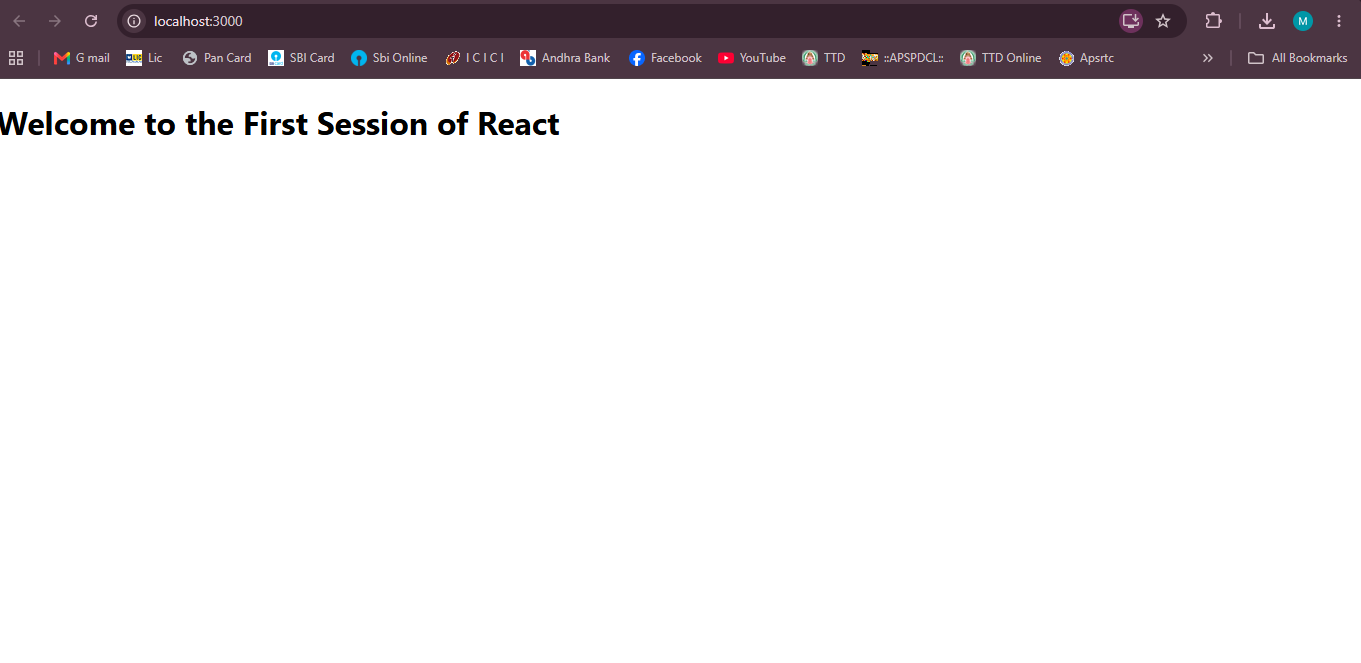 localhost:3000
M
G mail Lic Pan Card SBI Card Sbi Online I C I C I Andhra Bank Facebook YouTube TTD ::APSPDCL:: TTD Online Apsrtc » All Bookmarks
Welcome to the First Session of React